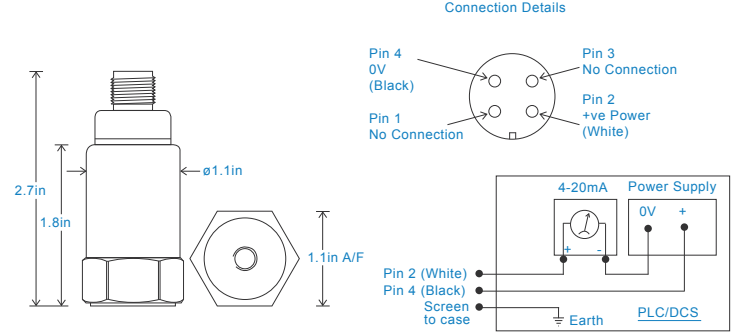 Connection Details
Pin 4
0V
(Black)
Pin 3
No Connection
Pin 1
No Connection
Pin 2
+ve Power
(White)
2.7in
1.8in
ø1.1in
1.1in A/F
4-20mA
Power Supply
0V +
+ -
Pin 2 (White)
Pin 4 (Black)
Screen
to case
Earth
PLC/DCS